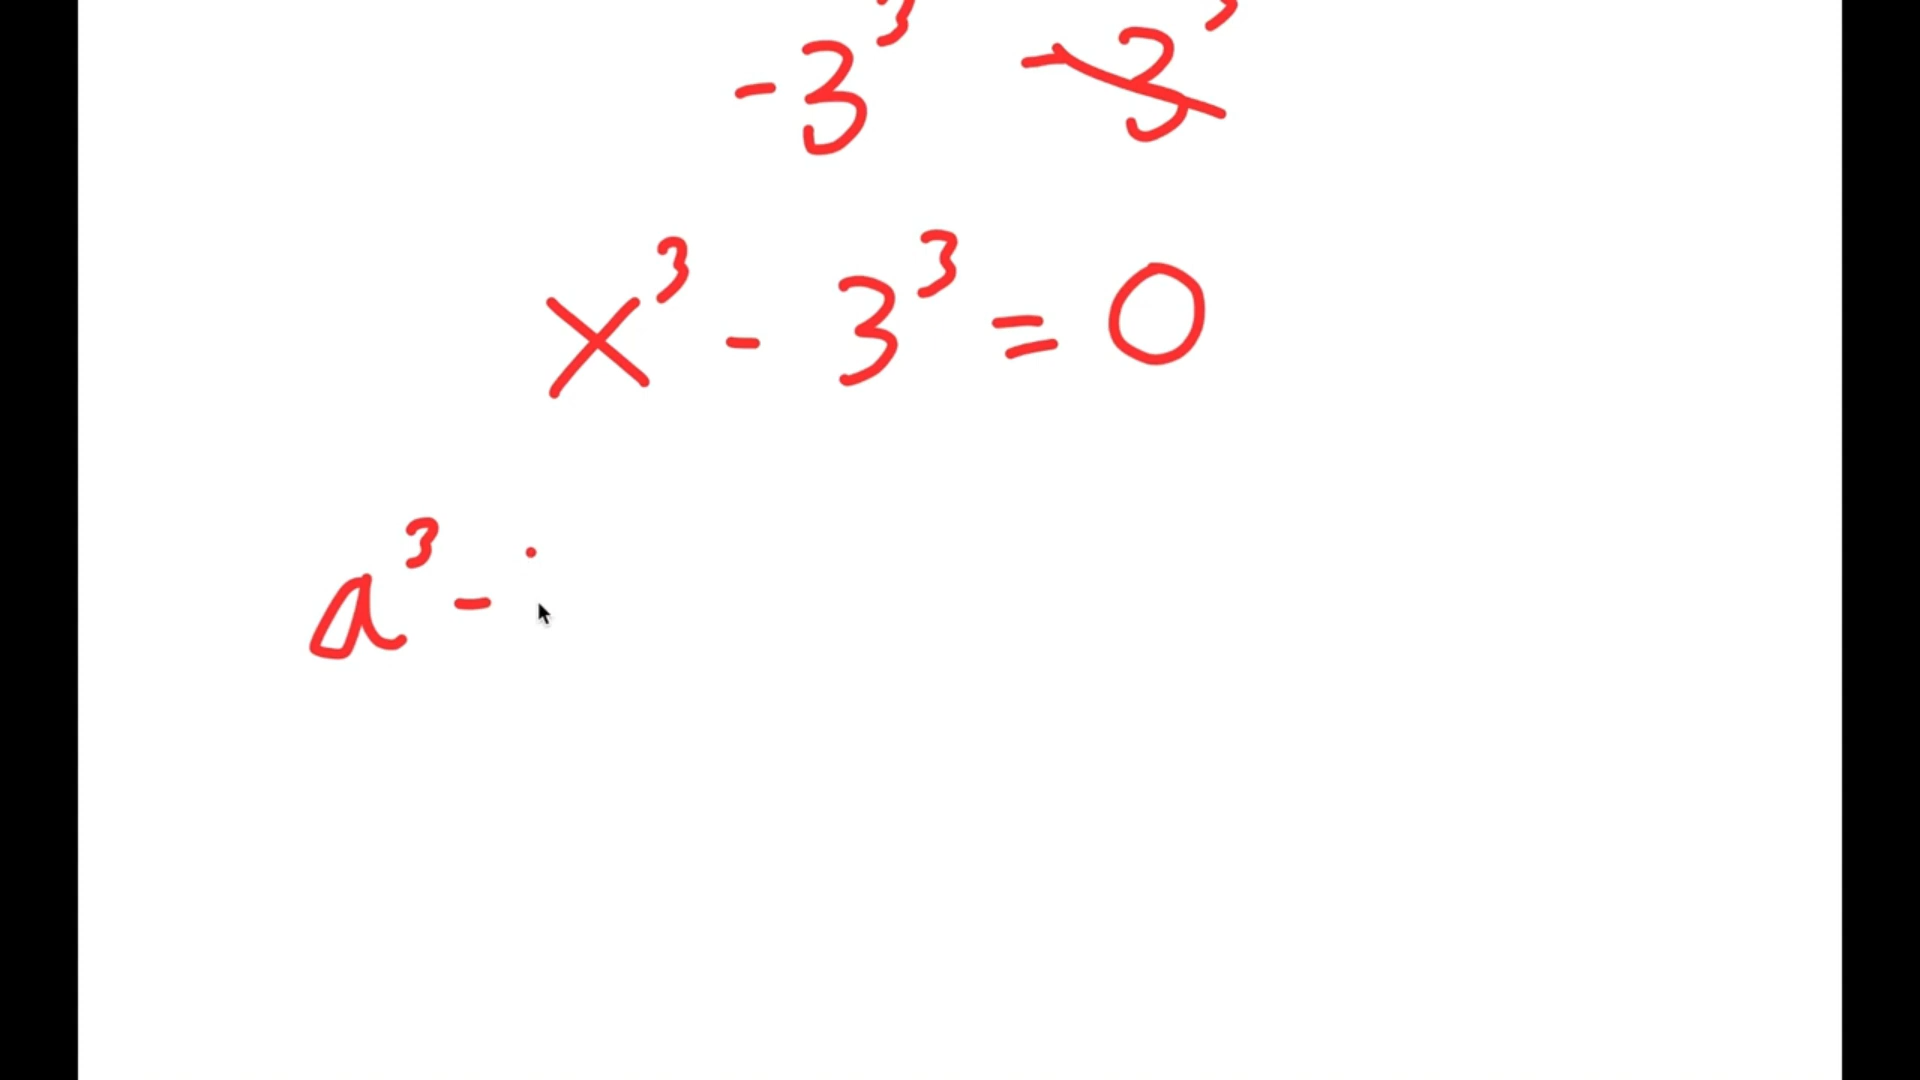 -3³ -3³
x³ - 3³ = 0
a³ -